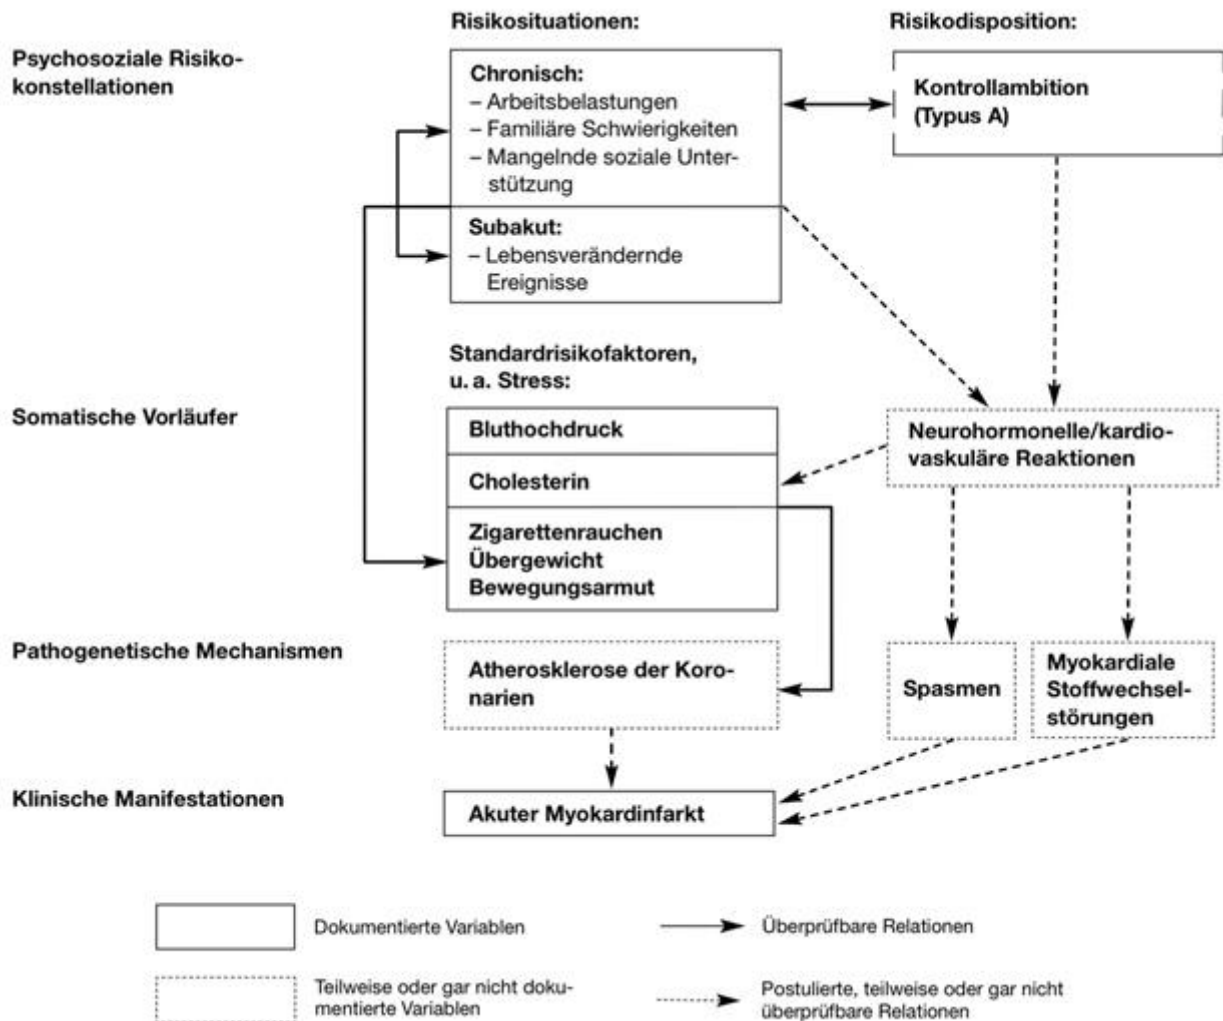 Risikosituationen:
Risikodisposition:
Psychosoziale Risiko-
konstellationen
Chronisch:
– Arbeitsbelastungen
– Familiäre Schwierigkeiten
– Mangelnde soziale Unter-
stützung
Kontrollambition
(Typus A)
Subakut:
– Lebensverändernde
Ereignisse
Standardrisikofaktoren,
u. a. Stress:
Somatische Vorläufer
Bluthochdruck
Cholesterin
Zigarettenrauchen
Übergewicht
Bewegungsarmut
Neurohormonelle/kardio-
vaskuläre Reaktionen
Pathogenetische Mechanismen
Atherosklerose der Koro-
narien
Spasmen
Myokardiale
Stoffwechsel-
störungen
Klinische Manifestationen
Akuter Myokardinfarkt
Dokumentierte Variablen
Überprüfbare Relationen
Teilweise oder gar nicht doku-
mentierte Variablen
Postulierte, teilweise oder gar nicht
überprüfbare Relationen